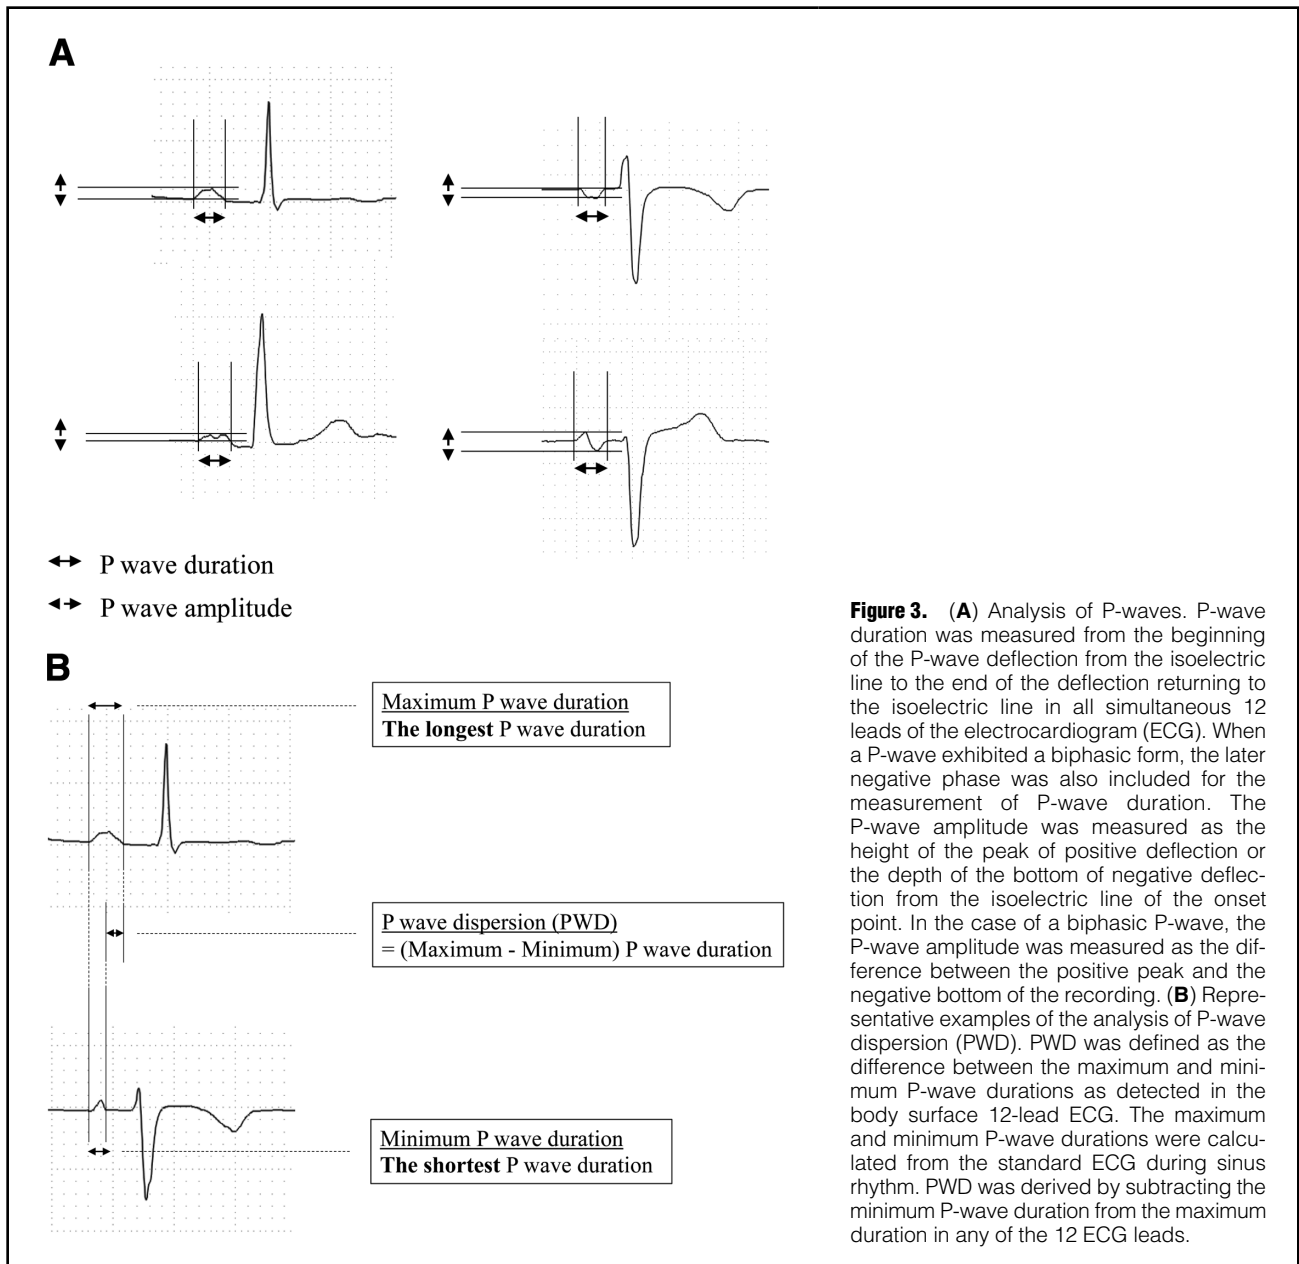 A
P wave duration
P wave amplitude
B
Maximum P wave duration
The longest P wave duration
P wave dispersion (PWD)
= (Maximum - Minimum) P wave duration
Minimum P wave duration
The shortest P wave duration
Figure 3. (A) Analysis of P-waves. P-wave
duration was measured from the beginning
of the P-wave deflection from the isoelectric
line to the end of the deflection returning to
the isoelectric line in all simultaneous 12
leads of the electrocardiogram (ECG). When
a P-wave exhibited a biphasic form, the later
negative phase was also included for the
measurement of P-wave duration. The
P-wave amplitude was measured as the
height of the peak of positive deflection or
the depth of the bottom of negative deflec-
tion from the isoelectric line of the onset
point. In the case of a biphasic P-wave, the
P-wave amplitude was measured as the dif-
ference between the positive peak and the
negative bottom of the recording. (B) Repre-
sentative examples of the analysis of P-wave
dispersion (PWD). PWD was defined as the
difference between the maximum and mini-
mum P-wave durations as detected in the
body surface 12-lead ECG. The maximum
and minimum P-wave durations were calcu-
lated from the standard ECG during sinus
rhythm. PWD was derived by subtracting the
minimum P-wave duration from the maximum
duration in any of the 12 ECG leads.